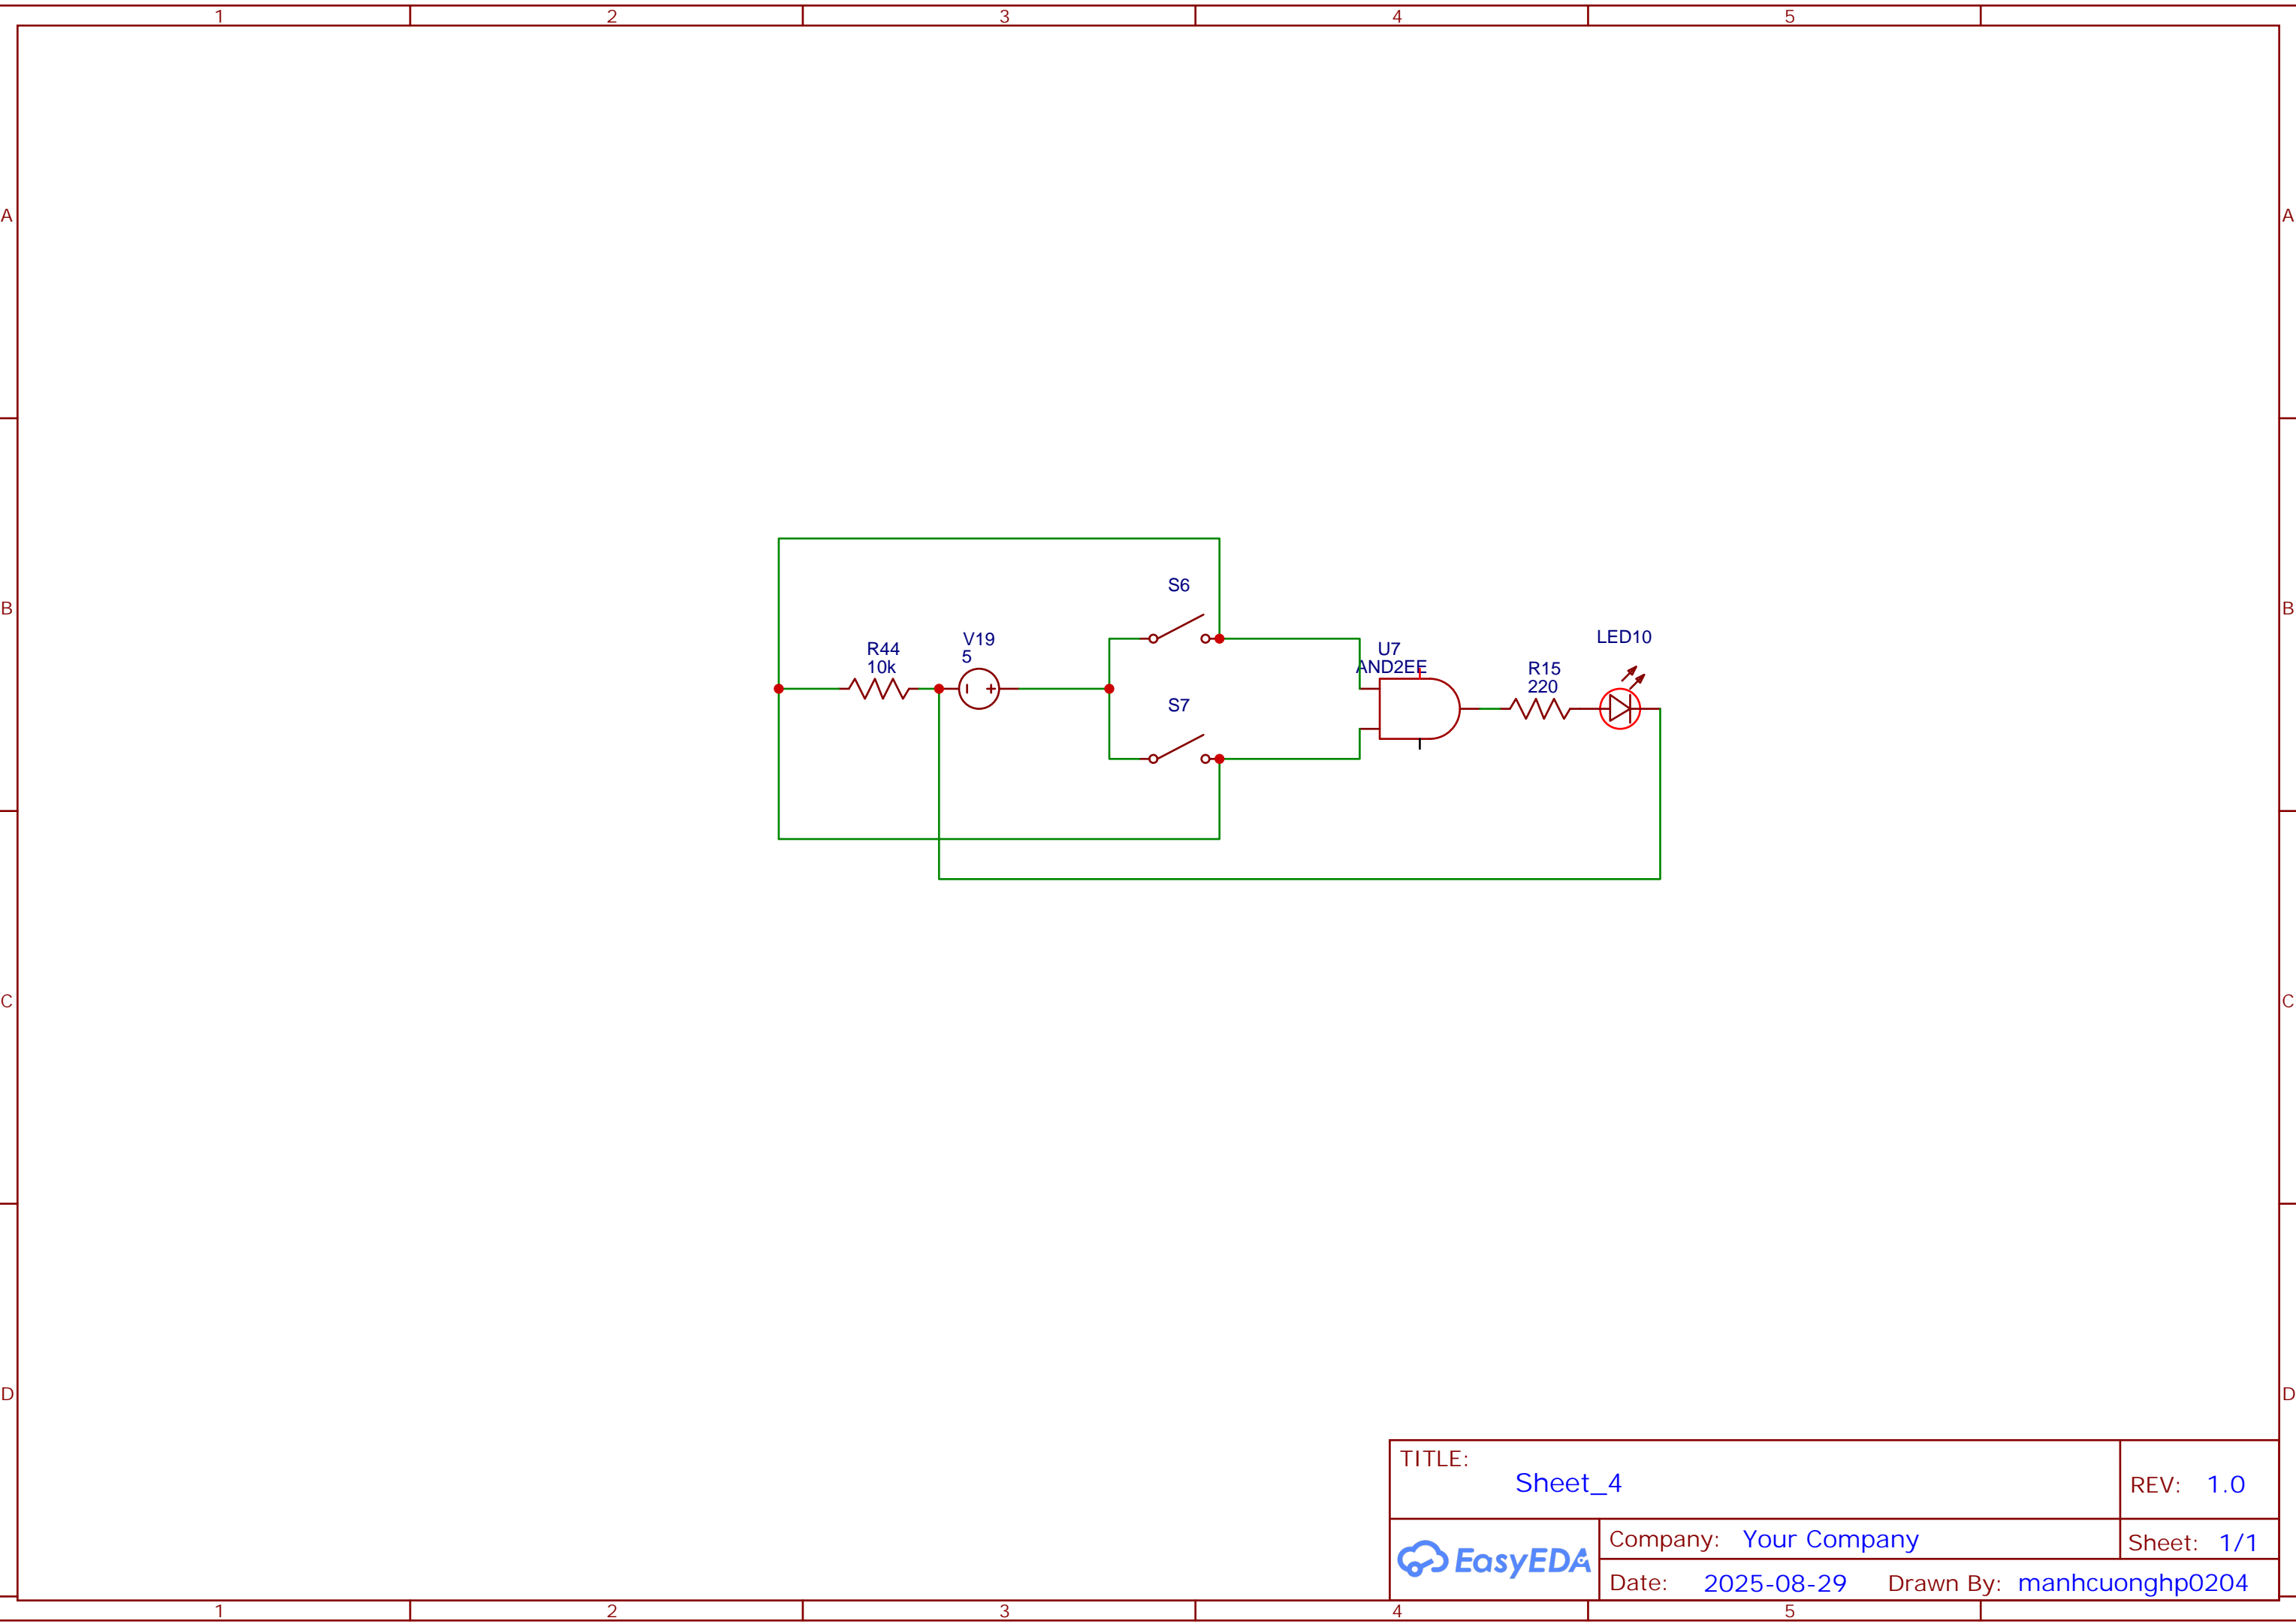 1 2 3 4 5
A A
S6
V19
5
R44
10k
LED10
U7
AND2EE
R15
220
B B
S7
C C
D D
TITLE:
Sheet_4
REV: 1.0
EasyEDA
Company: Your Company
Sheet: 1/1
Date: 2025-08-29 Drawn By: manhcuonghp0204
1 2 3 4 5